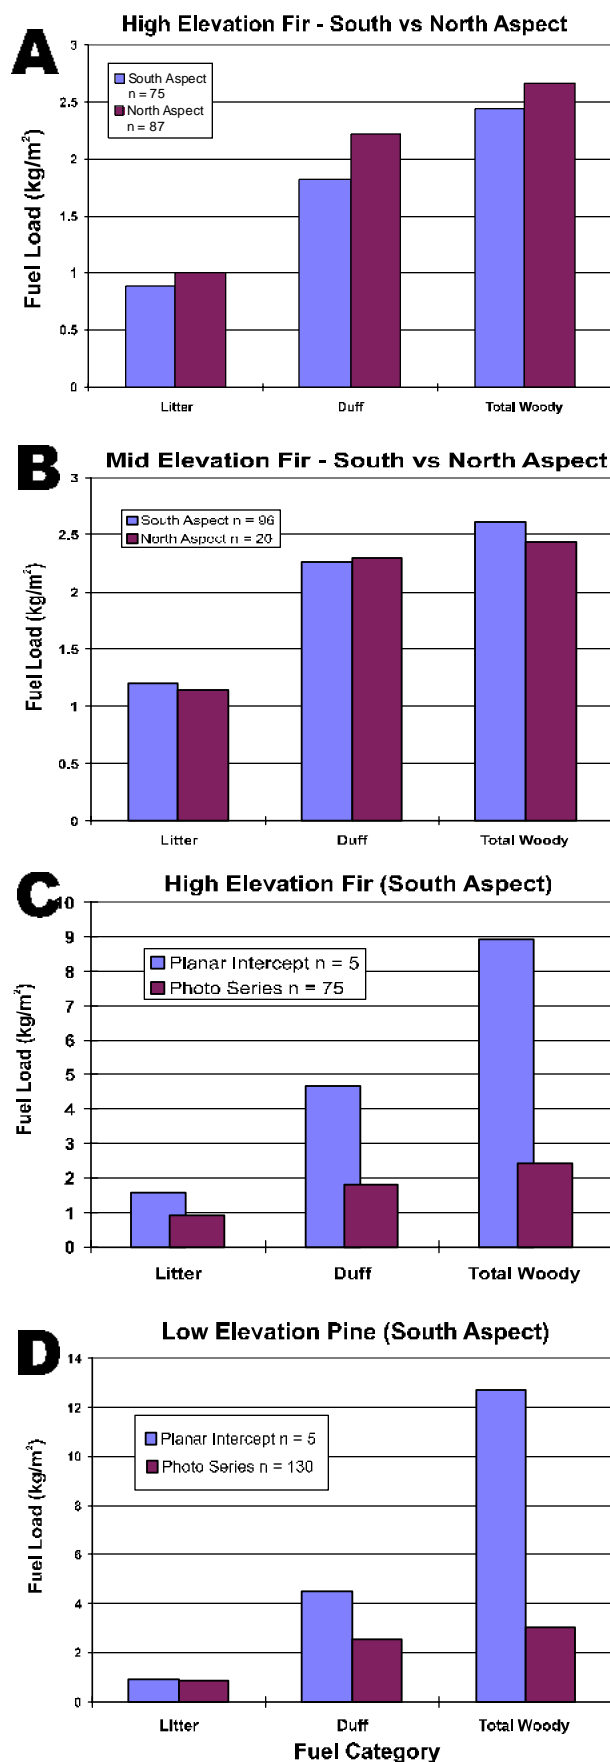 A
High Elevation Fir - South vs North Aspect
3
2.5
2
1.5
1
0.5
0
Fuel Load (kg/m²)
South Aspect
n = 75
North Aspect
n = 87
Litter Duff Total Woody
B
Mid Elevation Fir - South vs North Aspect
3
2.5
2
1.5
1
0.5
0
Fuel Load (kg/m²)
South Aspect n = 96
North Aspect n = 20
Litter Duff Total Woody
C
High Elevation Fir (South Aspect)
10
9
8
7
6
5
4
3
2
1
0
Fuel Load (kg/m²)
Planar Intercept n = 5
Photo Series n = 75
Litter Duff Total Woody
D
Low Elevation Pine (South Aspect)
14
12
10
8
6
4
2
0
Fuel Load (kg/m²)
Planar Intercept n = 5
Photo Series n = 130
Litter Duff Total Woody
Fuel Category